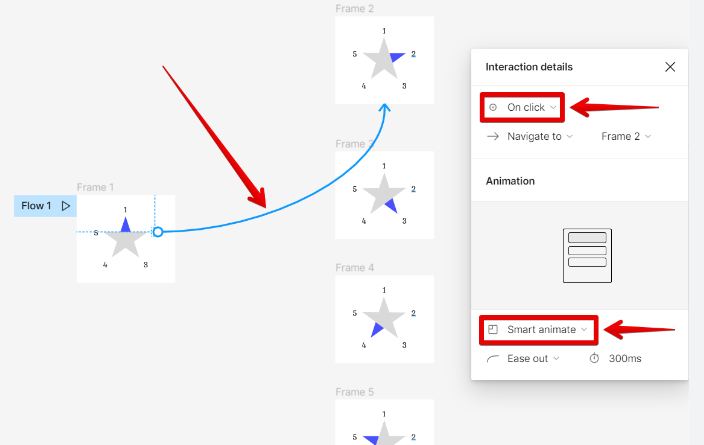 Frame 2
1
5
2
4
3
Frame 3
1
5
2
4
3
Flow 1
Frame 1
1
5
4
3
Frame 4
1
5
2
4
3
Frame 5
1
5
2
Interaction details
On click
Navigate to
Frame 2
Animation
Smart animate
Ease out
300ms